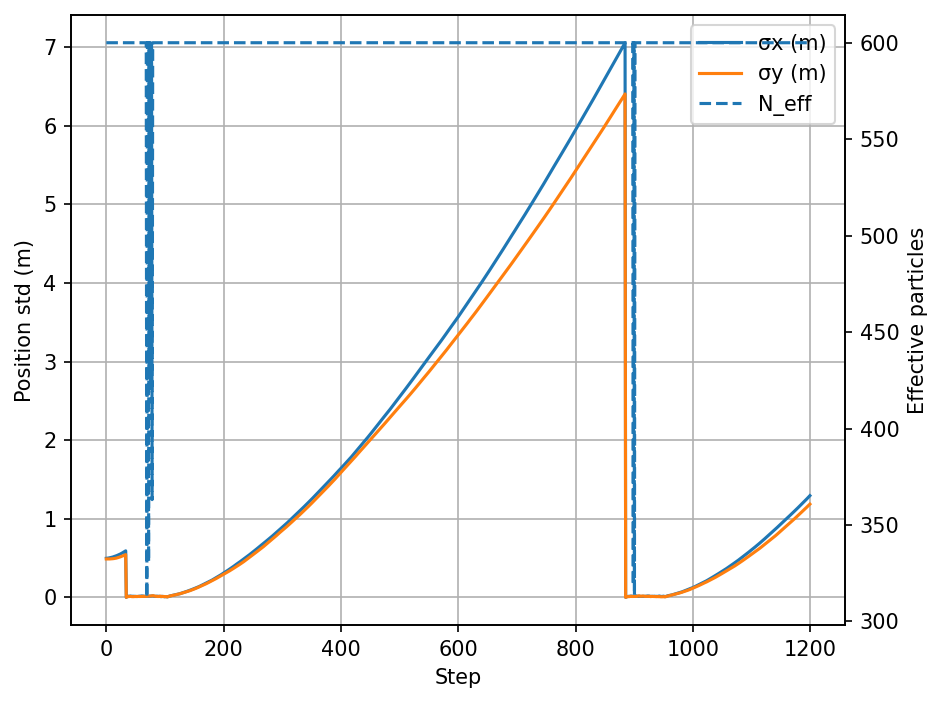 7
6
5
4
3
2
1
0
Position std (m)
σx (m)
σy (m)
N_eff
600
550
500
450
400
350
300
Effective particles
0 200 400 600 800 1000 1200
Step